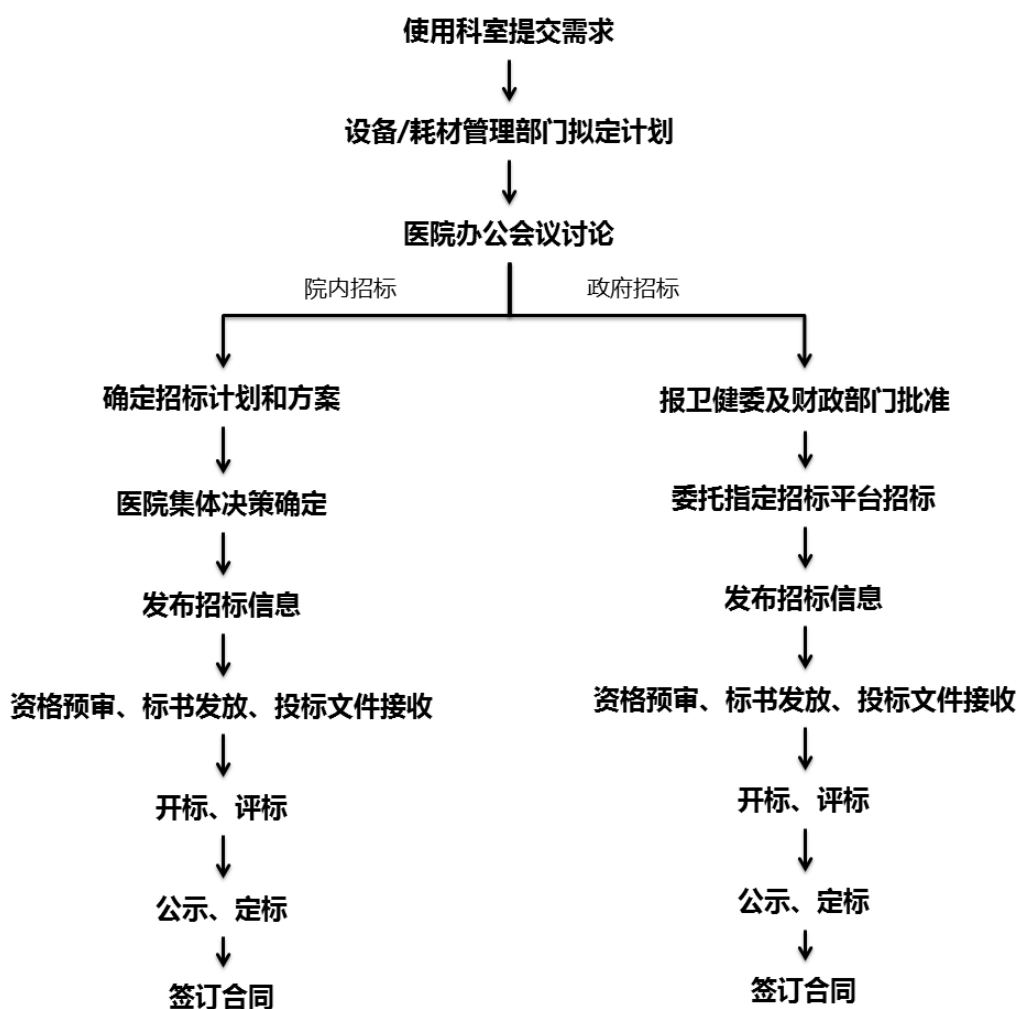 使用科室提交需求
设备/耗材管理部门拟定计划
医院办公会议讨论
院内招标
政府招标
确定招标计划和方案
医院集体决策确定
发布招标信息
资格预审、标书发放、投标文件接收
开标、评标
公示、定标
签订合同
报卫健委及财政部门批准
委托指定招标平台招标
发布招标信息
资格预审、标书发放、投标文件接收
开标、评标
公示、定标
签订合同